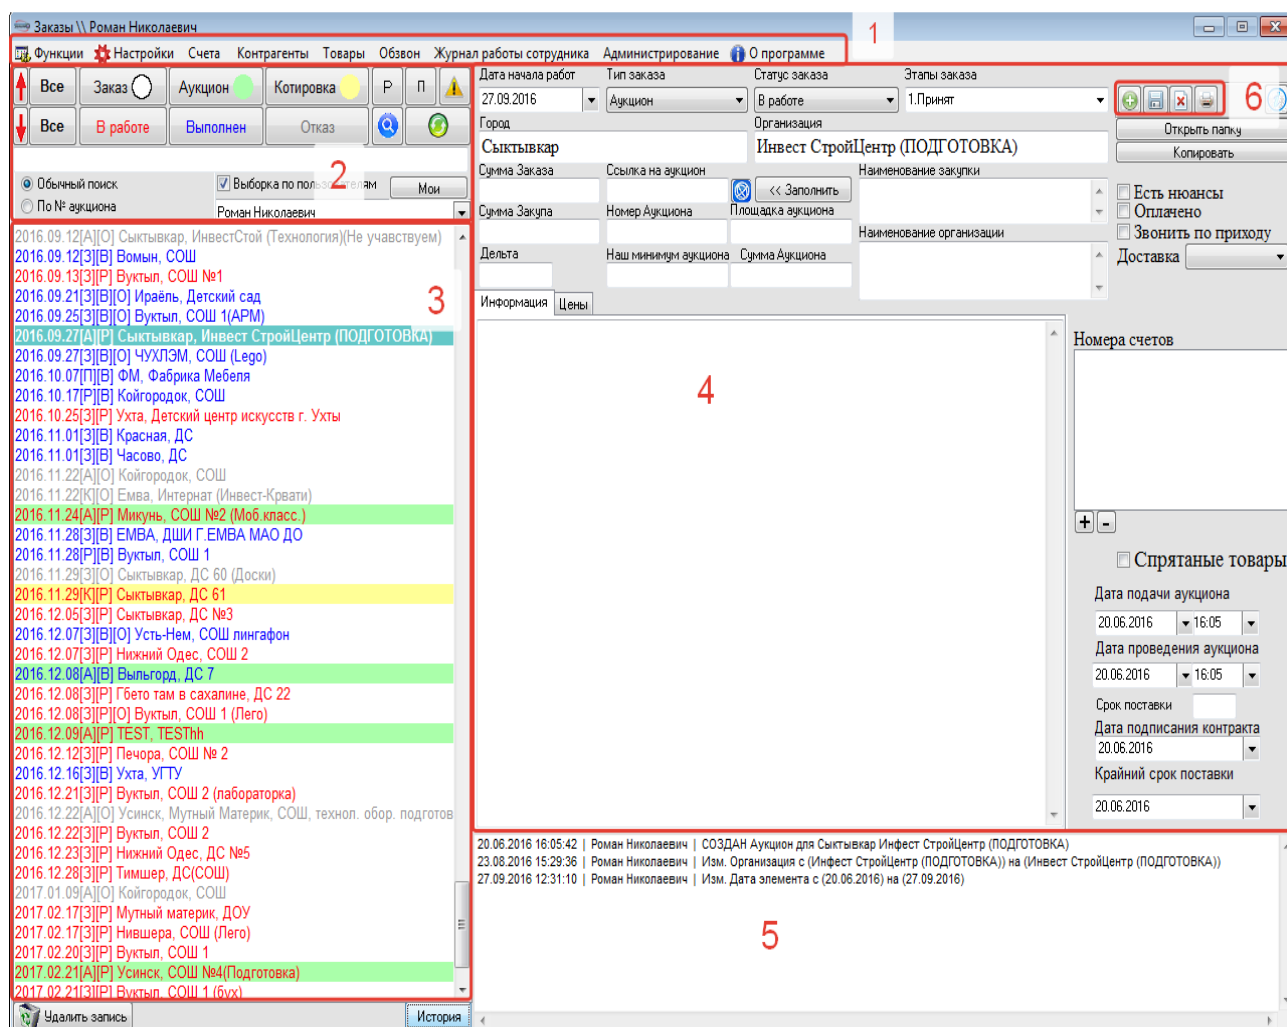 Заказы \\ Роман Николаевич
1
Функции Настройки Счета Контрагенты Товары Обзвон Журнал работы сотрудника Администрирование О программе
Все Заказ Аукцион Котировка Р П
Все В работе Выполнен Отказ
2
Обычный поиск Выборка по пользователям Мои
По № аукциона Роман Николаевич
3
2016.09.12[А][О] Сыктывкар, ИнвестСтой (Технология)(Не учавствуем)
2016.09.12[З][В] Вомын, СОШ
2016.09.13[З][Р] Вуктыл, СОШ №1
2016.09.21[З][В][О] Ираёль, Детский сад
2016.09.25[З][В][О] Вуктыл, СОШ 1(АРМ)
2016.09.27[А][Р] Сыктывкар, Инвест СтройЦентр (ПОДГОТОВКА)
2016.09.27[З][В][О] ЧУХЛЭМ, СОШ (Lego)
2016.10.07[П][В] ФМ, Фабрика Мебеля
2016.10.17[Р][В] Койгородок, СОШ
2016.10.25[З][Р] Ухта, Детский центр искусств г. Ухты
2016.11.01[З][В] Красная, ДС
2016.11.01[З][В] Часово, ДС
2016.11.22[А][О] Койгородок, СОШ
2016.11.22[К][О] Емва, Интернат (Инвест-Крвати)
2016.11.24[А][Р] Микунь, СОШ №2 (Моб.класс.)
2016.11.28[З][В] ЕМВА, ДШИ Г.ЕМВА МАО ДО
2016.11.28[Р][В] Вуктыл, СОШ 1
2016.11.29[З][О] Сыктывкар, ДС 60 (Доски)
2016.11.29[К][Р] Сыктывкар, ДС 61
2016.12.05[З][Р] Сыктывкар, ДС №3
2016.12.07[З][В][О] Усть-Нем, СОШ лингафон
2016.12.07[З][Р] Нижний Одес, СОШ 2
2016.12.08[А][В] Выльгорд, ДС 7
2016.12.08[З][Р] Гбето там в сахалине, ДС 22
2016.12.08[З][Р][О] Вуктыл, СОШ 1 (Лего)
2016.12.09[А][Р] TEST, TESThh
2016.12.12[З][Р] Печора, СОШ № 2
2016.12.16[З][В] Ухта, УГТУ
2016.12.21[З][Р] Вуктыл, СОШ 2 (лабораторка)
2016.12.22[А][О] Усинск, Мутный Материк, СОШ, технол. обор. подготов
2016.12.22[З][Р] Вуктыл, СОШ 2
2016.12.23[З][Р] Нижний Одес, ДС №5
2016.12.28[З][Р] Тимшер, ДС(СОШ)
2017.01.09[А][О] Койгородок, СОШ
2017.02.17[З][Р] Мутный материк, ДОУ
2017.02.17[З][Р] Нившера, СОШ (Лего)
2017.02.20[З][Р] Вуктыл, СОШ 1
2017.02.21[А][Р] Усинск, СОШ №4(Подготовка)
2017.02.21[З][Р] Вуктыл, СОШ 1 (бух)
Удалить запись История
Дата начала работ Тип заказа Статус заказа Этапы заказа
27.09.2016 Аукцион В работе 1.Принят
6
Город Организация
Сыктывкар Инвест СтройЦентр (ПОДГОТОВКА)
Открыть папку
Копировать
Сумма Заказа Ссылка на аукцион Наименование закупки
<< Заполнить
Сумма Закупа Номер Аукциона Площадка аукциона
Наименование организации
Дельта Наш минимум аукциона Сумма Аукциона
Есть нюансы
Оплачено
Звонить по приходу
Доставка
Информация Цены
4
Номера счетов
+ -
Спрятаные товары
Дата подачи аукциона
20.06.2016 16:05
Дата проведения аукциона
20.06.2016 16:05
Срок поставки
Дата подписания контракта
20.06.2016
Крайний срок поставки
20.06.2016
20.06.2016 16:05:42 | Роман Николаевич | СОЗДАН Аукцион для Сыктывкар Инфест СтройЦентр (ПОДГОТОВКА)
23.08.2016 15:29:36 | Роман Николаевич | Изм. Организация с (Инфест СтройЦентр (ПОДГОТОВКА)) на (Инвест СтройЦентр (ПОДГОТОВКА))
27.09.2016 12:31:10 | Роман Николаевич | Изм. Дата элемента с (20.06.2016) на (27.09.2016)
5